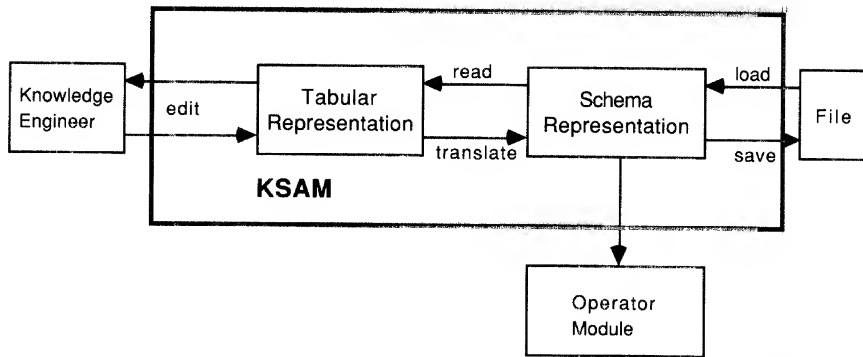 Knowledge
Engineer
edit
Tabular
Representation
read
translate
Schema
Representation
load
save
File
KSAM
Operator
Module